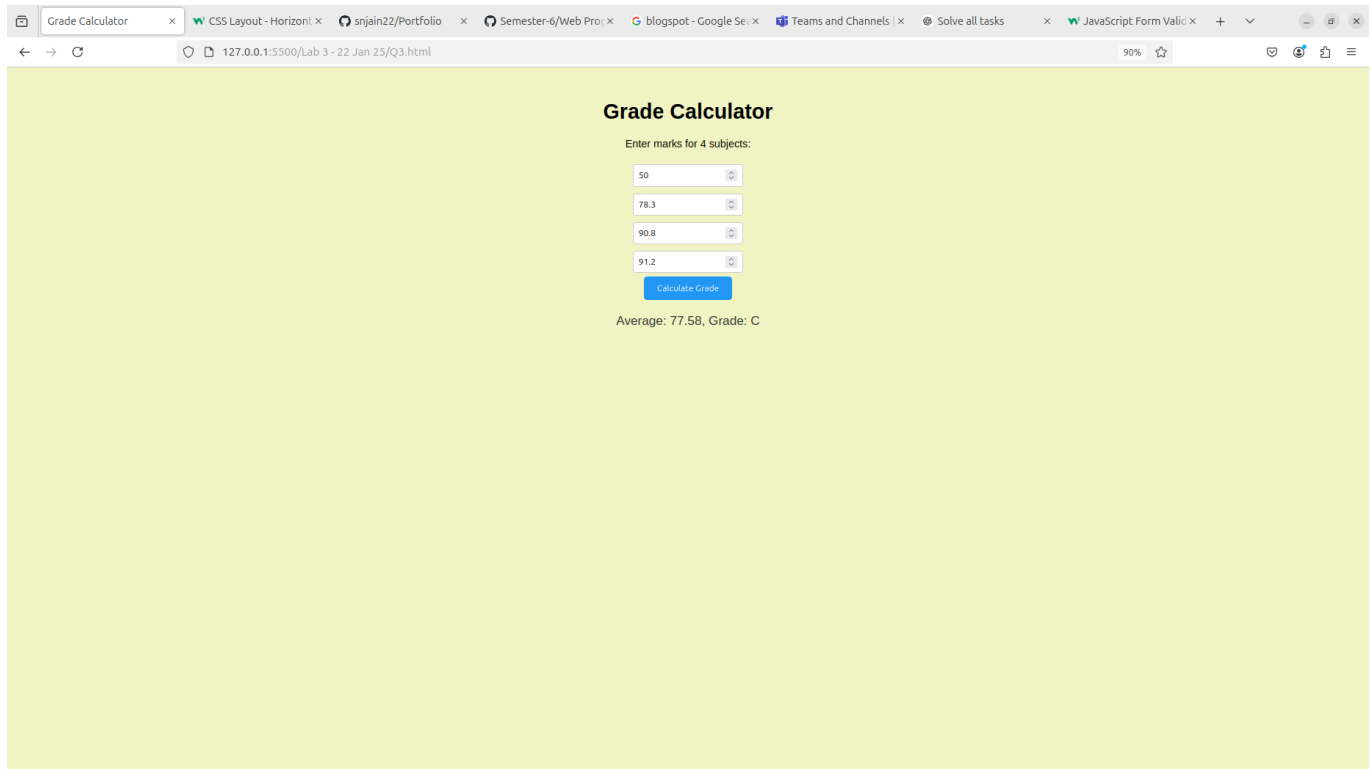 Grade Calculator
CSS Layout - Horizont
snjain22/Portfolio
Semester-6/Web Prog
blogspot - Google Sea
Teams and Channels |
Solve all tasks
JavaScript Form Valid
127.0.0.1:5500/Lab 3 - 22 Jan 25/Q3.html
90%
Grade Calculator
Enter marks for 4 subjects:
50
78.3
90.8
91.2
Calculate Grade
Average: 77.58, Grade: C